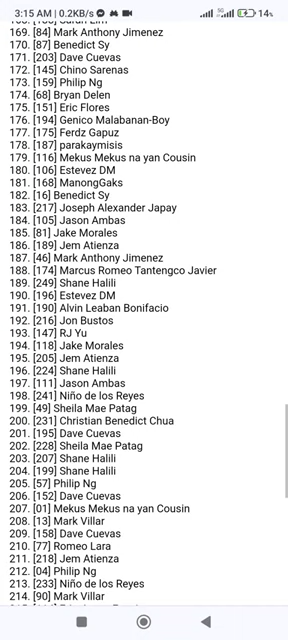 3:15 AM | 0.2KB/s 14%
169. [84] Mark Anthony Jimenez
170. [87] Benedict Sy
171. [203] Dave Cuevas
172. [145] Chino Sarenas
173. [159] Philip Ng
174. [68] Bryan Delen
175. [151] Eric Flores
176. [194] Genico Malabanan-Boy
177. [175] Ferdz Gapuz
178. [187] parakaymisis
179. [116] Mekus Mekus na yan Cousin
180. [106] Estevez DM
181. [168] ManongGaks
182. [16] Benedict Sy
183. [217] Joseph Alexander Japay
184. [105] Jason Ambas
185. [81] Jake Morales
186. [189] Jem Atienza
187. [46] Mark Anthony Jimenez
188. [174] Marcus Romeo Tantengco Javier
189. [249] Shane Halili
190. [196] Estevez DM
191. [190] Alvin Leaban Bonifacio
192. [216] Jon Bustos
193. [147] RJ Yu
194. [118] Jake Morales
195. [205] Jem Atienza
196. [224] Shane Halili
197. [111] Jason Ambas
198. [241] Niño de los Reyes
199. [49] Sheila Mae Patag
200. [231] Christian Benedict Chua
201. [195] Dave Cuevas
202. [228] Sheila Mae Patag
203. [207] Shane Halili
204. [199] Shane Halili
205. [57] Philip Ng
206. [152] Dave Cuevas
207. [01] Mekus Mekus na yan Cousin
208. [13] Mark Villar
209. [158] Dave Cuevas
210. [77] Romeo Lara
211. [218] Jem Atienza
212. [04] Philip Ng
213. [233] Niño de los Reyes
214. [90] Mark Villar